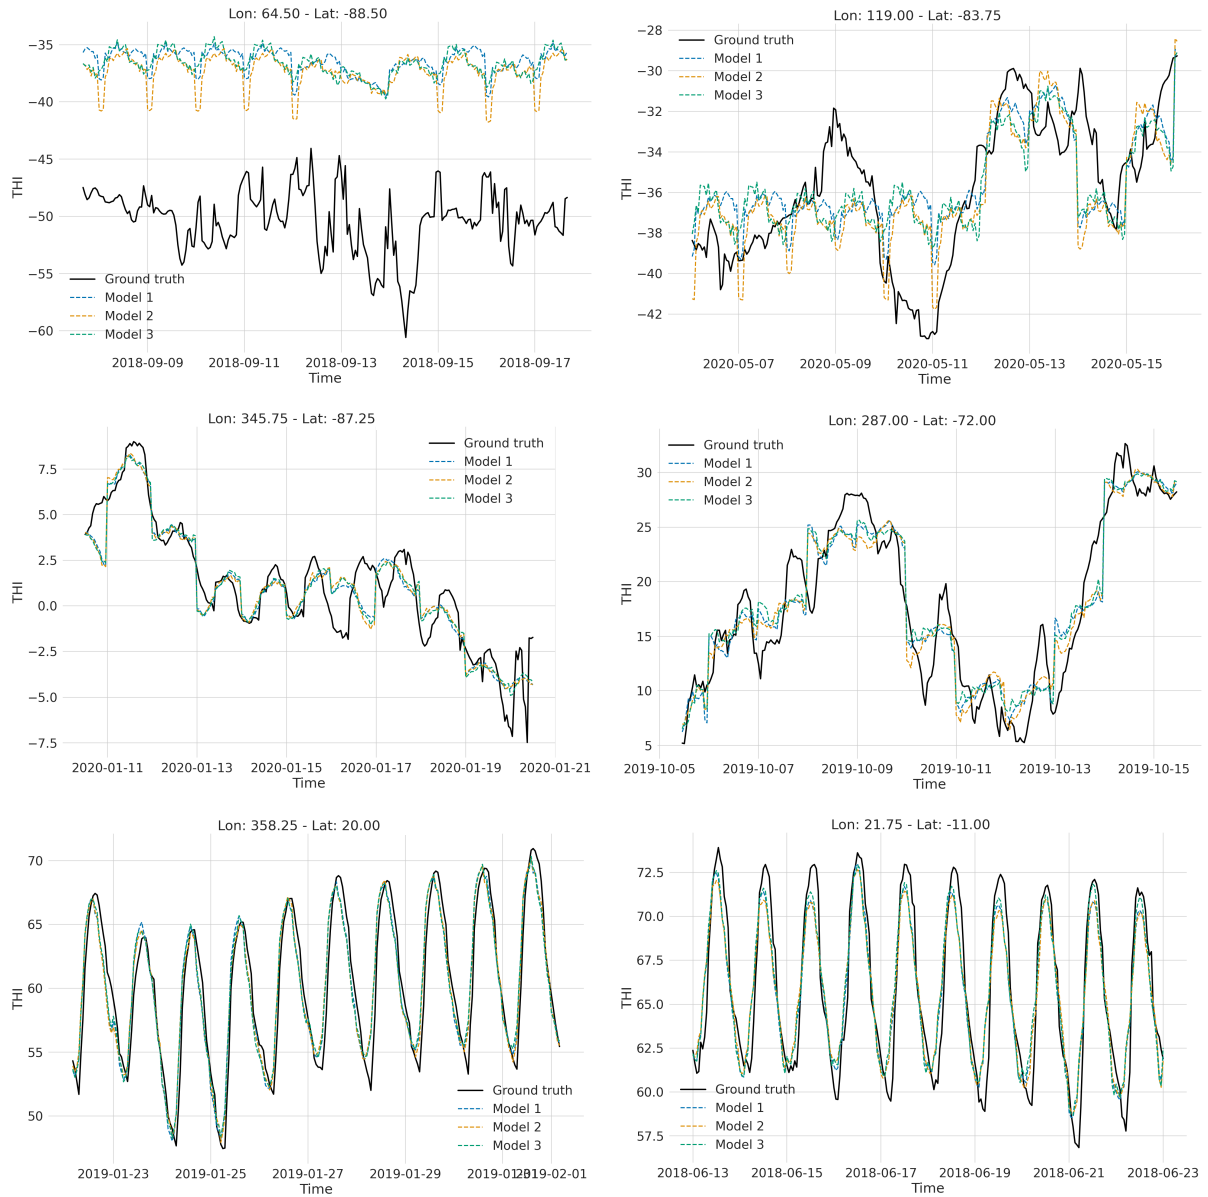 Lon: 64.50 - Lat: -88.50
THI
−35
−40
−45
−50
−55
−60
Ground truth
Model 1
Model 2
Model 3
2018-09-09 2018-09-10 2018-09-13 2018-09-15 2018-09-17
Time
Lon: 119.00 - Lat: -83.75
THI
−28
−30
−32
−34
−36
−38
−40
−42
Ground truth
Model 1
Model 2
Model 3
2020-05-07 2020-05-09 2020-05-11 2020-05-13 2020-05-15
Time
Lon: 345.75 - Lat: -87.25
THI
7.5
5.0
2.5
0.0
−2.5
−5.0
−7.5
Ground truth
Model 1
Model 2
Model 3
2020-01-11 2020-01-13 2020-01-15 2020-01-17 2020-01-19 2020-01-21
Time
Lon: 287.00 - Lat: -72.00
THI
30
25
20
15
10
5
Ground truth
Model 1
Model 2
Model 3
2019-10-05 2019-10-07 2019-10-09 2019-10-11 2019-10-13 2019-10-15
Time
Lon: 358.25 - Lat: 20.00
THI
70
65
60
55
50
Ground truth
Model 1
Model 2
Model 3
2019-01-23 2019-01-25 2019-01-27 2019-01-29 2019-01-31 2019-02-01
Time
Lon: 21.75 - Lat: -11.00
THI
72.5
70.0
67.5
65.0
62.5
60.0
57.5
Ground truth
Model 1
Model 2
Model 3
2018-06-13 2018-06-15 2018-06-17 2018-06-19 2018-06-21 2018-06-23
Time